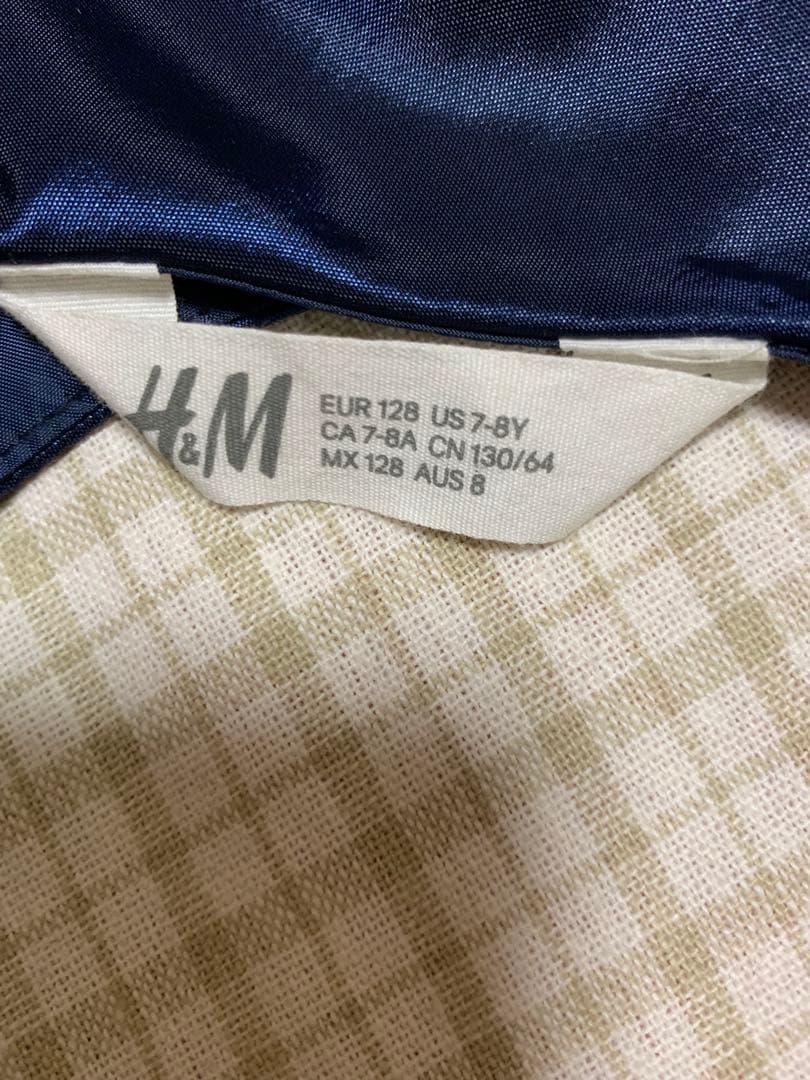 H&M
EUR 128 US 7-8Y
CA 7-8A CN 130/64
MX 128 AUS 8